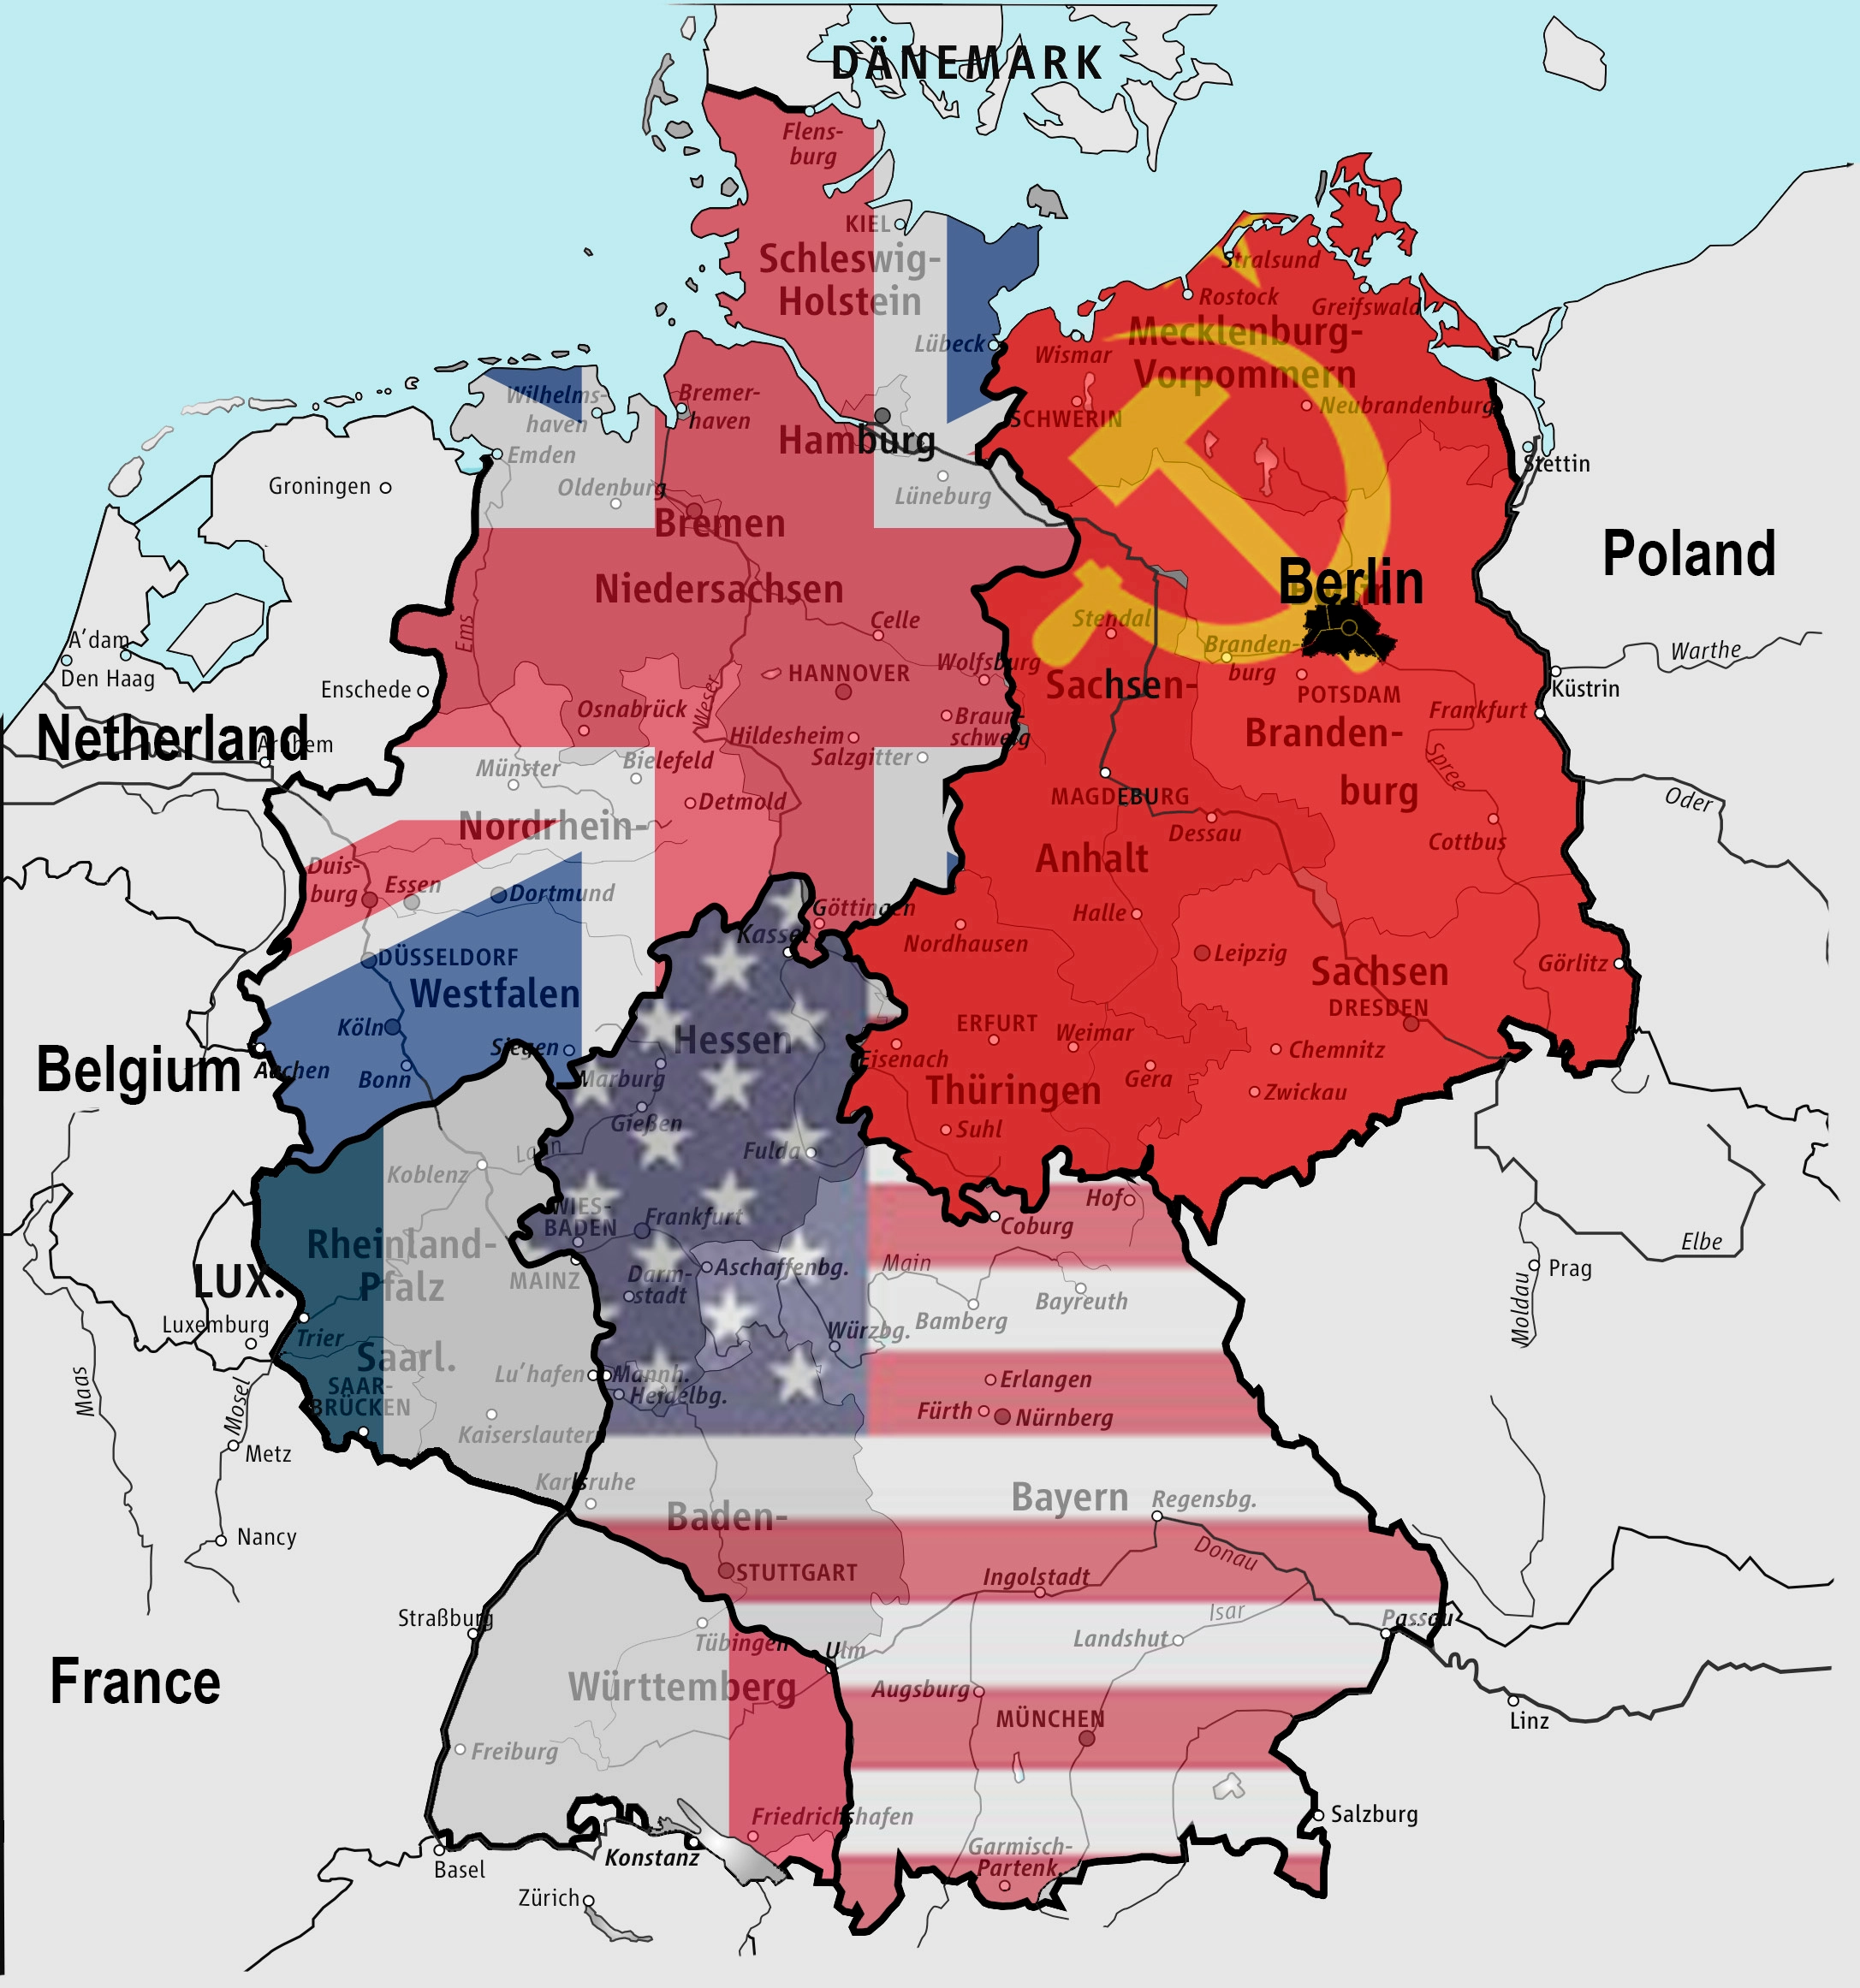 DÄNEMARK
Flens-
burg
KIEL
Schleswig-
Holstein
Lübeck
Stralsund
Rostock
Greifswald
Mecklenburg-
Vorpommern
Wismar
SCHWERIN
Neubrandenburg
Wilhelms-
haven
Bremer-
haven
Hamburg
Emden
Oldenburg
Lüneburg
Bremen
Groningen
Stettin
Poland
Niedersachsen
Berlin
Celle
Stendal
Ems
A'dam
Den Haag
Enschede
HANNOVER
Wolfsburg
Branden-
burg
Warthe
Küstrin
Sachsen-
POTSDAM
Frankfurt
Osnabrück
Weser
Braun-
schweig
Hildesheim
Salzgitter
Branden-
burg
Netherland
Arnhem
Spree
Münster
Bielefeld
Detmold
MAGDEBURG
Oder
Dessau
Cottbus
Nordrhein-
Anhalt
Duis-
burg
Essen
Dortmund
Göttingen
Halle
Kassel
Nordhausen
Leipzig
Görlitz
DÜSSELDORF
Westfalen
Sachsen
DRESDEN
Köln
Siegen
Hessen
ERFURT
Weimar
Eisenach
Chemnitz
Belgium
Aachen
Bonn
Marburg
Thüringen
Gera
Zwickau
Gießen
Suhl
Koblenz
Lahn
Fulda
WIES-
BADEN
Frankfurt
Hof
Coburg
Elbe
Rheinland-
Pfalz
LUX.
MAINZ
Darm-
stadt
Aschaffenbg.
Main
Bayreuth
Bamberg
Moldau
Prag
Luxemburg
Trier
Würzbg.
Saarl.
SAAR-
BRÜCKEN
Lu'hafen
Mannh.
Heidelbg.
Erlangen
Fürth
Nürnberg
Maas
Mosel
Kaiserslautern
Metz
Karlsruhe
Baden-
Bayern
Regensbg.
Nancy
STUTTGART
Donau
Ingolstadt
Straßburg
Tübingen
Ulm
Isar
Landshut
Passau
France
Württemberg
Augsburg
MÜNCHEN
Linz
Freiburg
Friedrichshafen
Salzburg
Konstanz
Garmisch-
Partenk.
Basel
Zürich